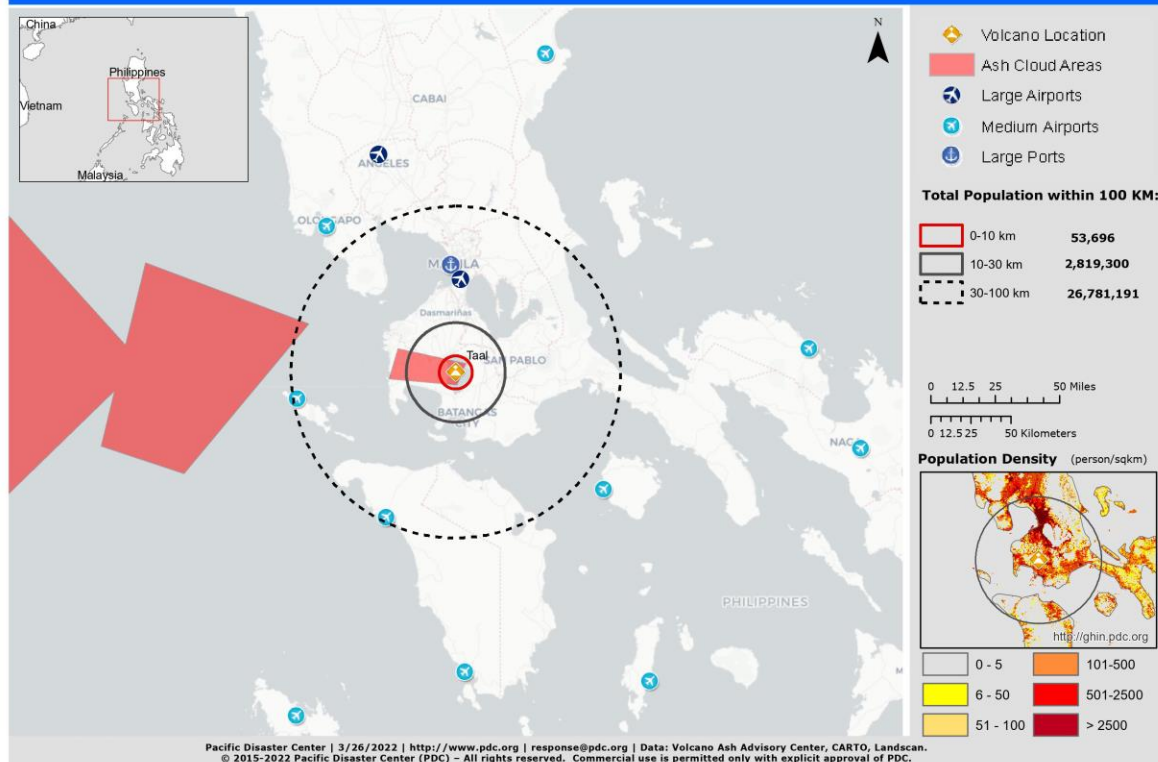 China
Philippines
Vietnam
Malaysia
N
CABAI
ANGELES
OLONGAPO
MANILA
Dasmariñas
Taal
SAN PABLO
BATANGAS
CITY
NAGA
PHILIPPINES
Volcano Location
Ash Cloud Areas
Large Airports
Medium Airports
Large Ports
Total Population within 100 KM:
0-10 km 53,696
10-30 km 2,819,300
30-100 km 26,781,191
0 12.5 25 50 Miles
0 12.5 25 50 Kilometers
Population Density (person/sqkm)
http://ghin.pdc.org
0 - 5 101-500
6 - 50 501-2500
51 - 100 > 2500
Pacific Disaster Center | 3/26/2022 | http://www.pdc.org | response@pdc.org | Data: Volcano Ash Advisory Center, CARTO, Landscan.
© 2015-2022 Pacific Disaster Center (PDC) – All rights reserved. Commercial use is permitted only with explicit approval of PDC.